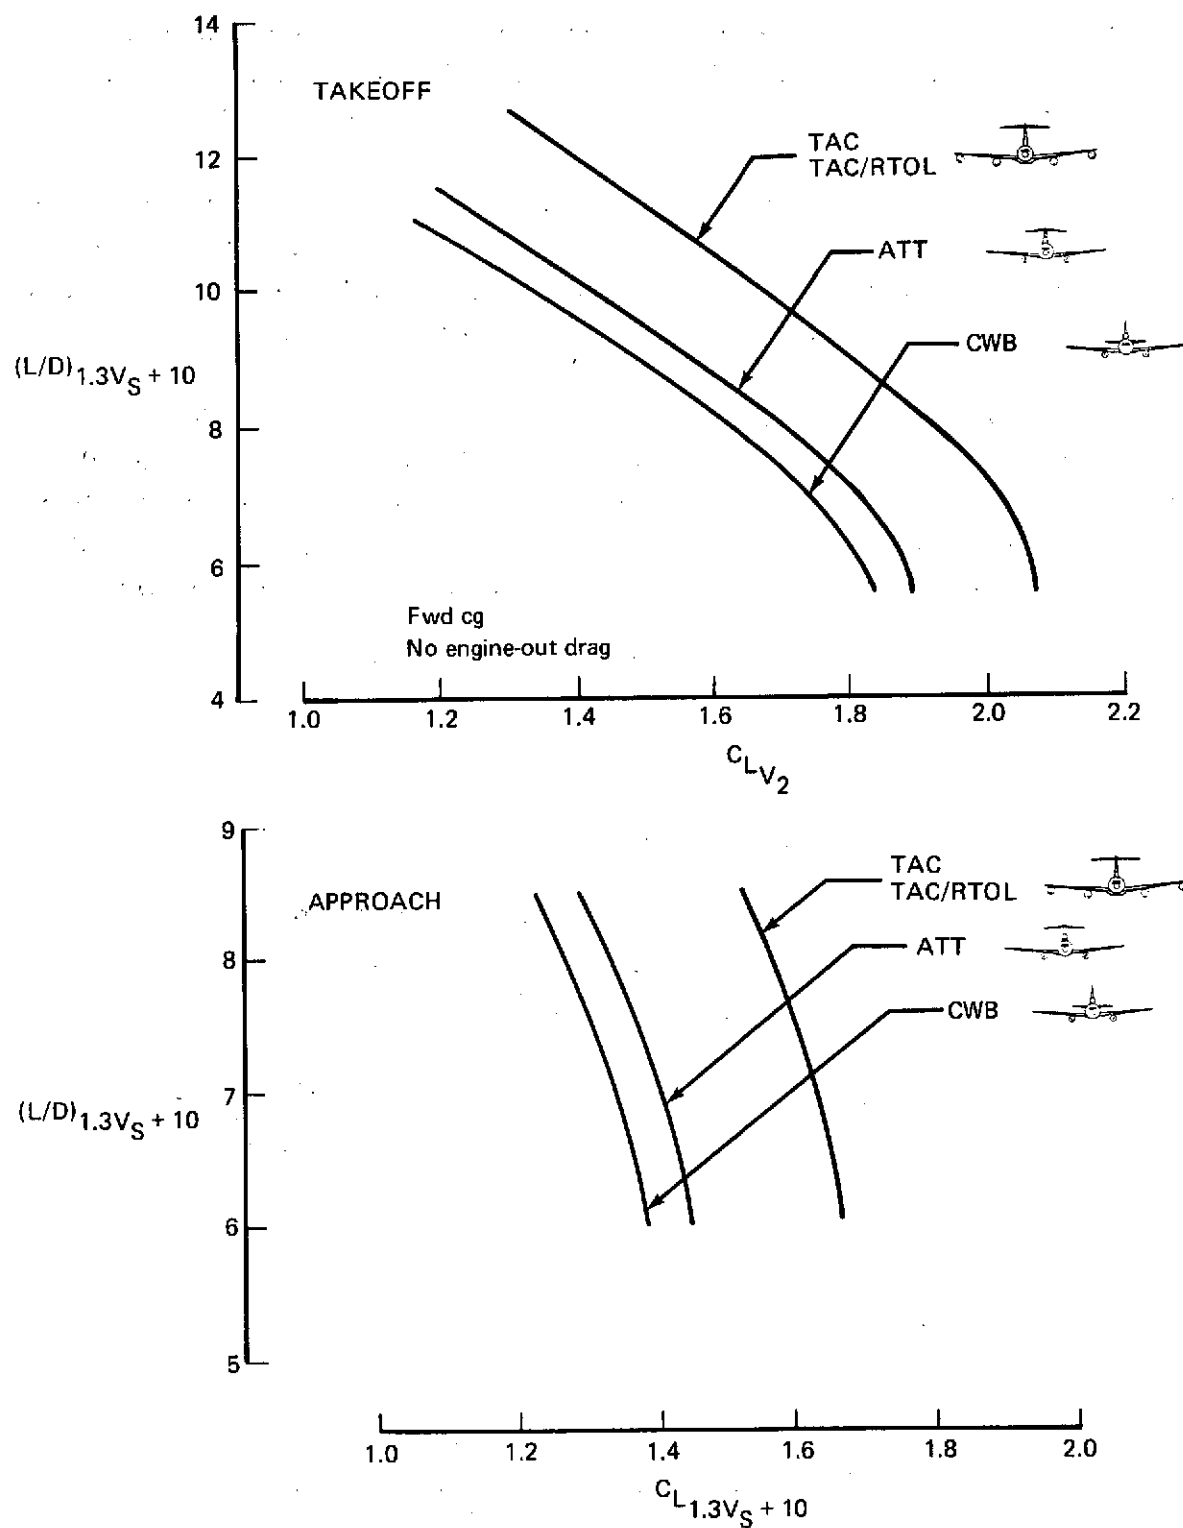 14
TAKEOFF
12
TAC
TAC/RTOL
ATT
10
CWB
(L/D)1.3VS + 10
8
6
Fwd cg
No engine-out drag
4
1.0 1.2 1.4 1.6 1.8 2.0 2.2
CLV2
9
TAC
TAC/RTOL
APPROACH
ATT
8
CWB
7
(L/D)1.3VS + 10
6
5
1.0 1.2 1.4 1.6 1.8 2.0
CL1.3VS + 10